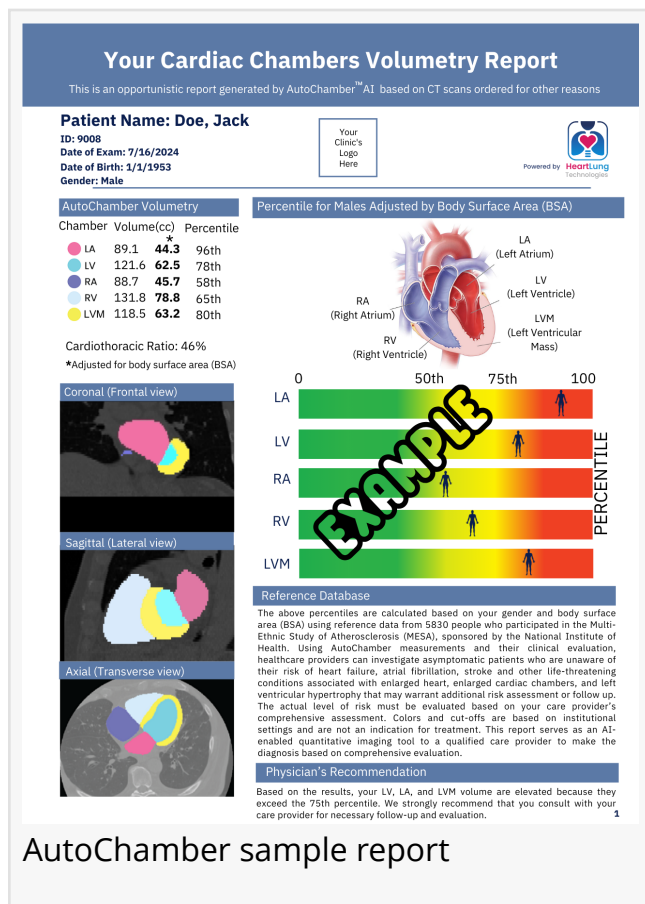 Your Cardiac Chambers Volumetry Report
This is an opportunistic report generated by AutoChamber™AI based on CT scans ordered for other reasons
Patient Name: Doe, Jack
ID: 9008
Date of Exam: 7/16/2024
Date of Birth: 1/1/1953
Gender: Male
Your
Clinic's
Logo
Here
Powered by HeartLung
Technologies
AutoChamber Volumetry
Chamber Volume(cc) Percentile
*
LA 89.1 44.3 96th
LV 121.6 62.5 78th
RA 88.7 45.7 58th
RV 131.8 78.8 65th
LVM 118.5 63.2 80th
Cardiothoracic Ratio: 46%
*Adjusted for body surface area (BSA)
Coronal (Frontal view)
Sagittal (Lateral view)
Axial (Transverse view)
Percentile for Males Adjusted by Body Surface Area (BSA)
LA
(Left Atrium)
LV
(Left Ventricle)
RA
(Right Atrium)
LVM
(Left Ventricular
Mass)
RV
(Right Ventricle)
0 50th 75th 100
LA
LV
RA
RV
LVM
PERCENTILE
EXAMPLE
Reference Database
The above percentiles are calculated based on your gender and body surface
area (BSA) using reference data from 5830 people who participated in the Multi-
Ethnic Study of Atherosclerosis (MESA), sponsored by the National Institute of
Health. Using AutoChamber measurements and their clinical evaluation,
healthcare providers can investigate asymptomatic patients who are unaware of
their risk of heart failure, atrial fibrillation, stroke and other life-threatening
conditions associated with enlarged heart, enlarged cardiac chambers, and left
ventricular hypertrophy that may warrant additional risk assessment or follow up.
The actual level of risk must be evaluated based on your care provider's
comprehensive assessment. Colors and cut-offs are based on institutional
settings and are not an indication for treatment. This report serves as an AI-
enabled quantitative imaging tool to a qualified care provider to make the
diagnosis based on comprehensive evaluation.
Physician's Recommendation
Based on the results, your LV, LA, and LVM volume are elevated because they
exceed the 75th percentile. We strongly recommend that you consult with your
care provider for necessary follow-up and evaluation.
1
AutoChamber sample report